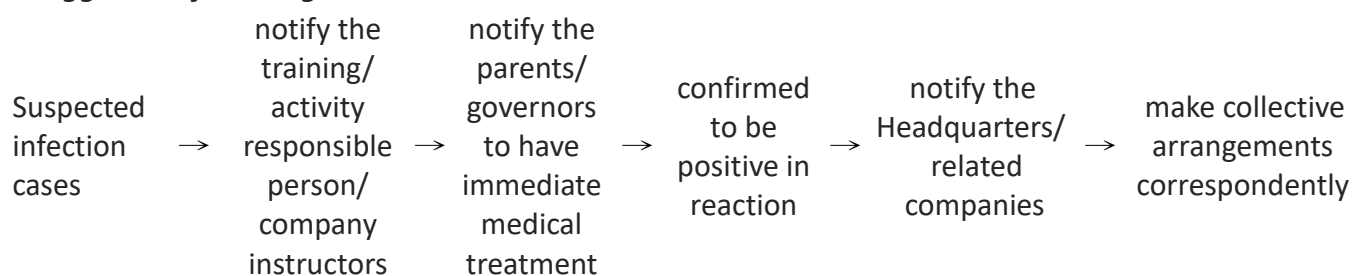 Suspected
infection
cases
→
notify the
training/
activity
responsible
person/
company
instructors
→
notify the
parents/
governors
to have
immediate
medical
treatment
→
confirmed
to be
positive in
reaction
→
notify the
Headquarters/
related
companies
→
make collective
arrangements
correspondently